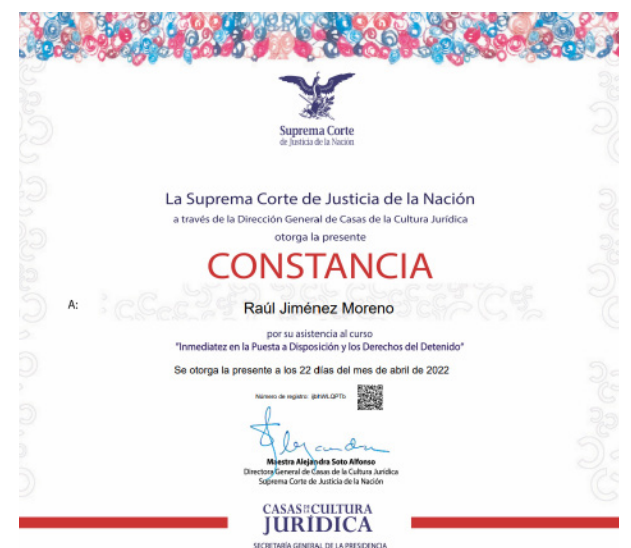 Suprema Corte
de Justicia de la Nación
La Suprema Corte de Justicia de la Nación
a través de la Dirección General de Casas de la Cultura Jurídica
otorga la presente
CONSTANCIA
A:
Raúl Jiménez Moreno
por su asistencia al curso
"Inmediatez en la Puesta a Disposición y los Derechos del Detenido"
Se otorga la presente a los 22 días del mes de abril de 2022
Número de registro:
Alejandra
Maestra Alejandra Soto Alfonso
Directora General de Casas de la Cultura Jurídica
Suprema Corte de Justicia de la Nación
CASAS DE LA CULTURA
JURÍDICA
SECRETARÍA GENERAL DE LA PRESIDENCIA